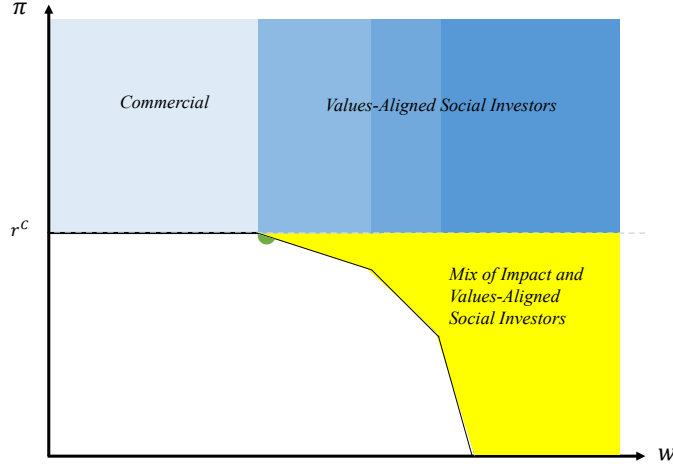 π
Commercial
Values-Aligned Social Investors
r^C
Mix of Impact and
Values-Aligned
Social Investors
w